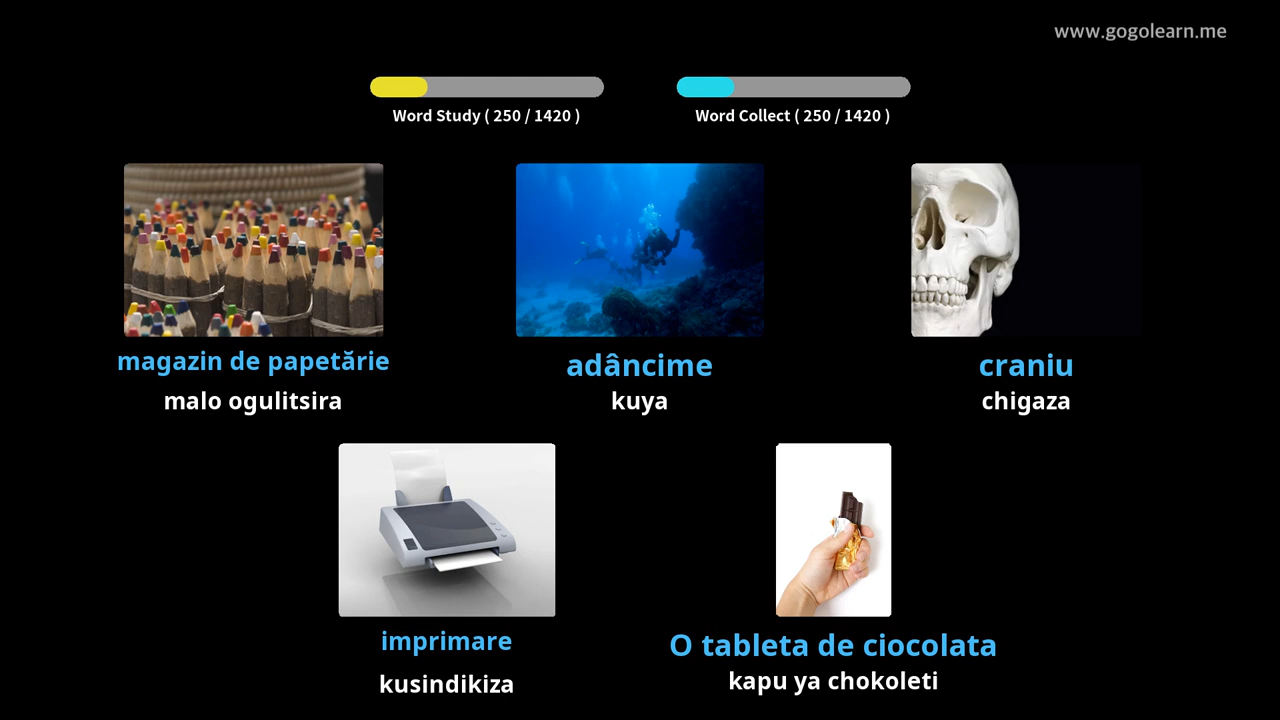 www.gogolearn.me
Word Study ( 250 / 1420 )
Word Collect ( 250 / 1420 )
magazin de papetărie
malo ogulitsira
adâncime
kuya
craniu
chigaza
imprimare
kusindikiza
O tableta de ciocolata
kapu ya chokoleti